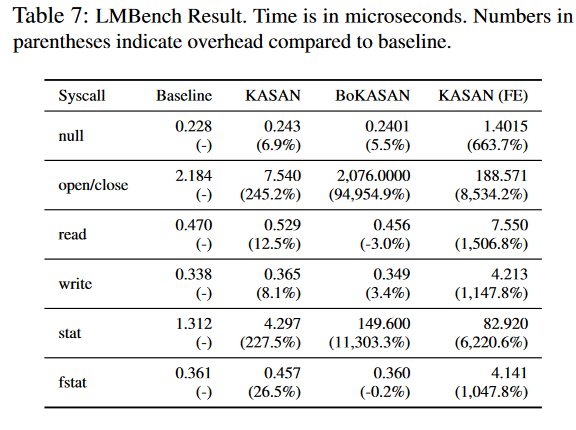 Table 7: LMBench Result. Time is in microseconds. Numbers in
parentheses indicate overhead compared to baseline.
Syscall Baseline KASAN BoKASAN KASAN (FE)
null 0.228 0.243 0.2401 1.4015
(-) (6.9%) (5.5%) (663.7%)
open/close 2.184 7.540 2,076.0000 188.571
(-) (245.2%) (94,954.9%) (8,534.2%)
read 0.470 0.529 0.456 7.550
(-) (12.5%) (-3.0%) (1,506.8%)
write 0.338 0.365 0.349 4.213
(-) (8.1%) (3.4%) (1,147.8%)
stat 1.312 4.297 149.600 82.920
(-) (227.5%) (11,303.3%) (6,220.6%)
fstat 0.361 0.457 0.360 4.141
(-) (26.5%) (-0.2%) (1,047.8%)